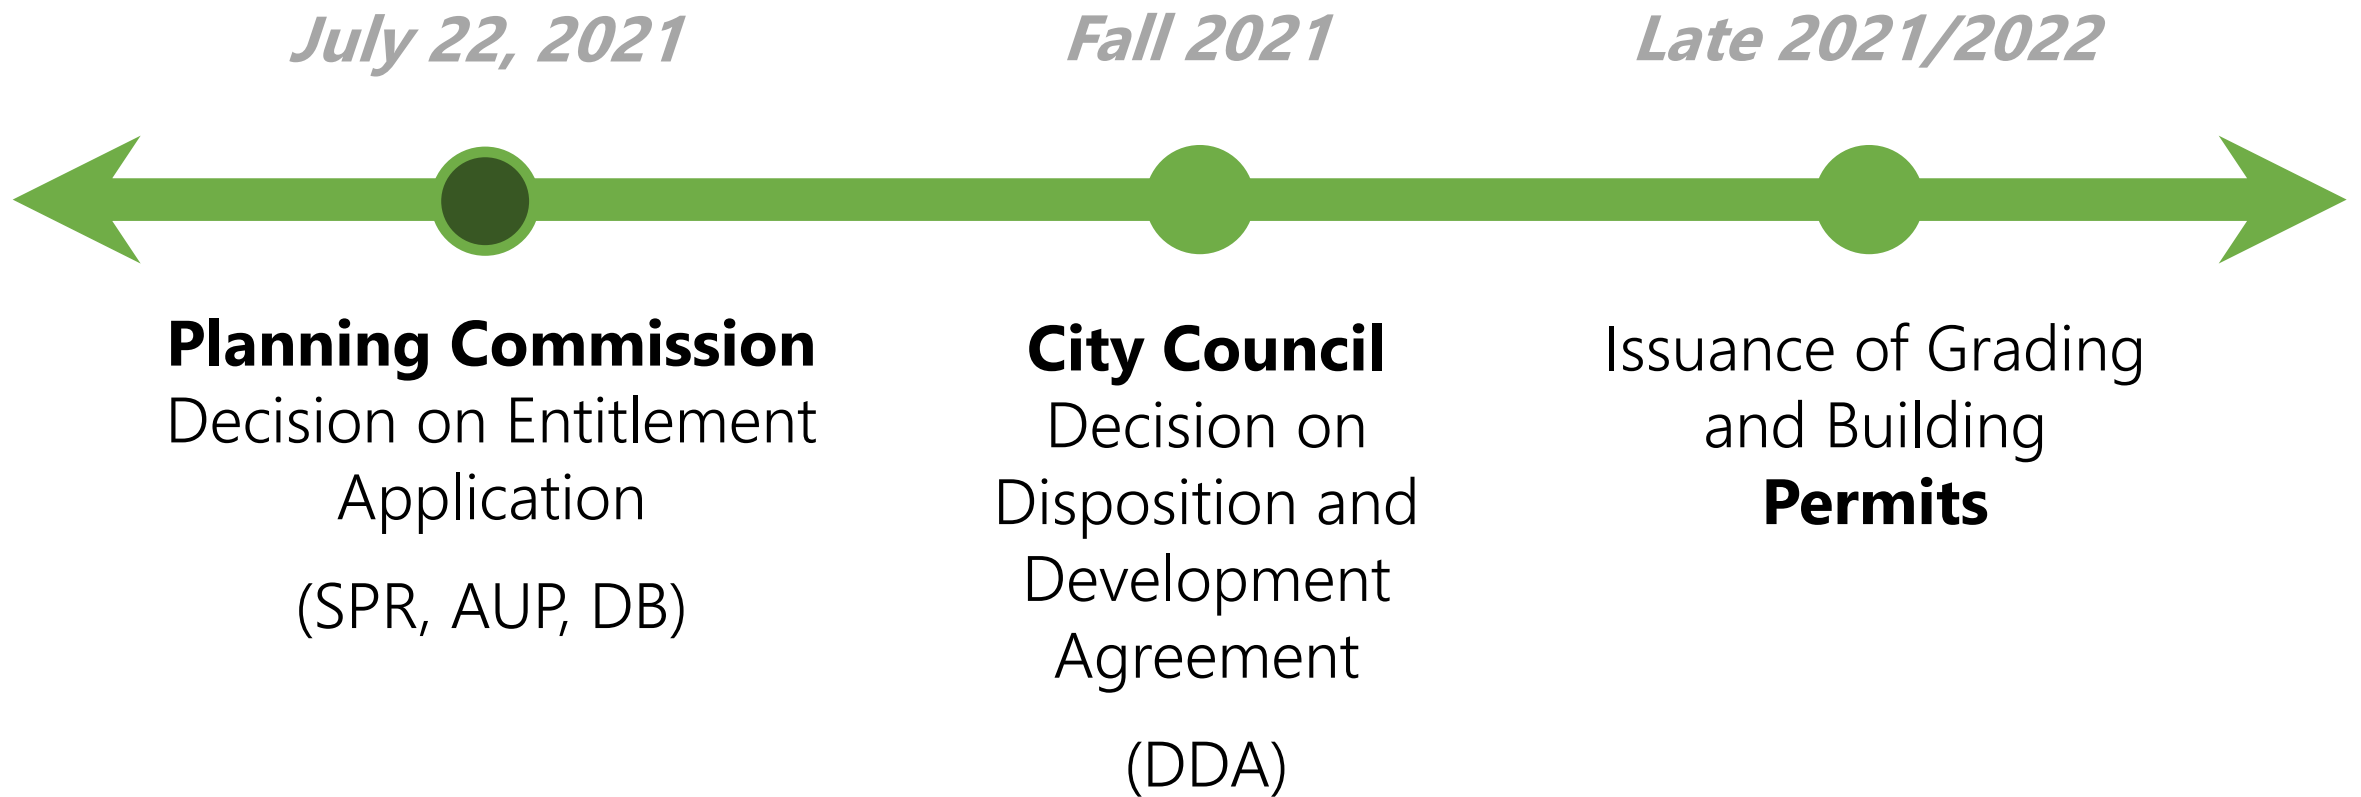 July 22, 2021
Fall 2021
Late 2021/2022
Planning Commission
Decision on Entitlement
Application
(SPR, AUP, DB)
City Council
Decision on
Disposition and
Development
Agreement
(DDA)
Issuance of Grading
and Building
Permits